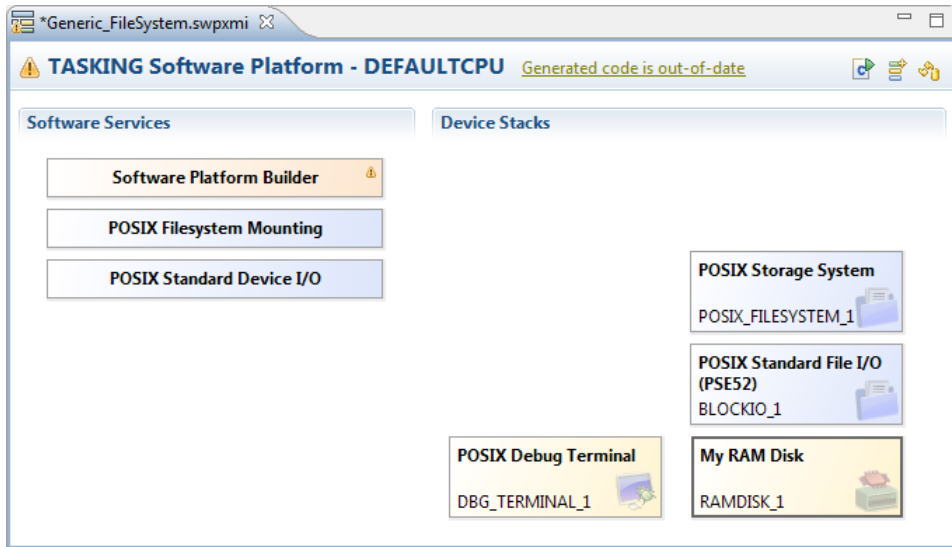 *Generic_FileSystem.swpxmi
TASKING Software Platform - DEFAULTCPU Generated code is out-of-date
Software Services
Device Stacks
Software Platform Builder
POSIX Filesystem Mounting
POSIX Standard Device I/O
POSIX Storage System
POSIX_FILESYSTEM_1
POSIX Standard File I/O
(PSE52)
BLOCKIO_1
POSIX Debug Terminal
DBG_TERMINAL_1
My RAM Disk
RAMDISK_1